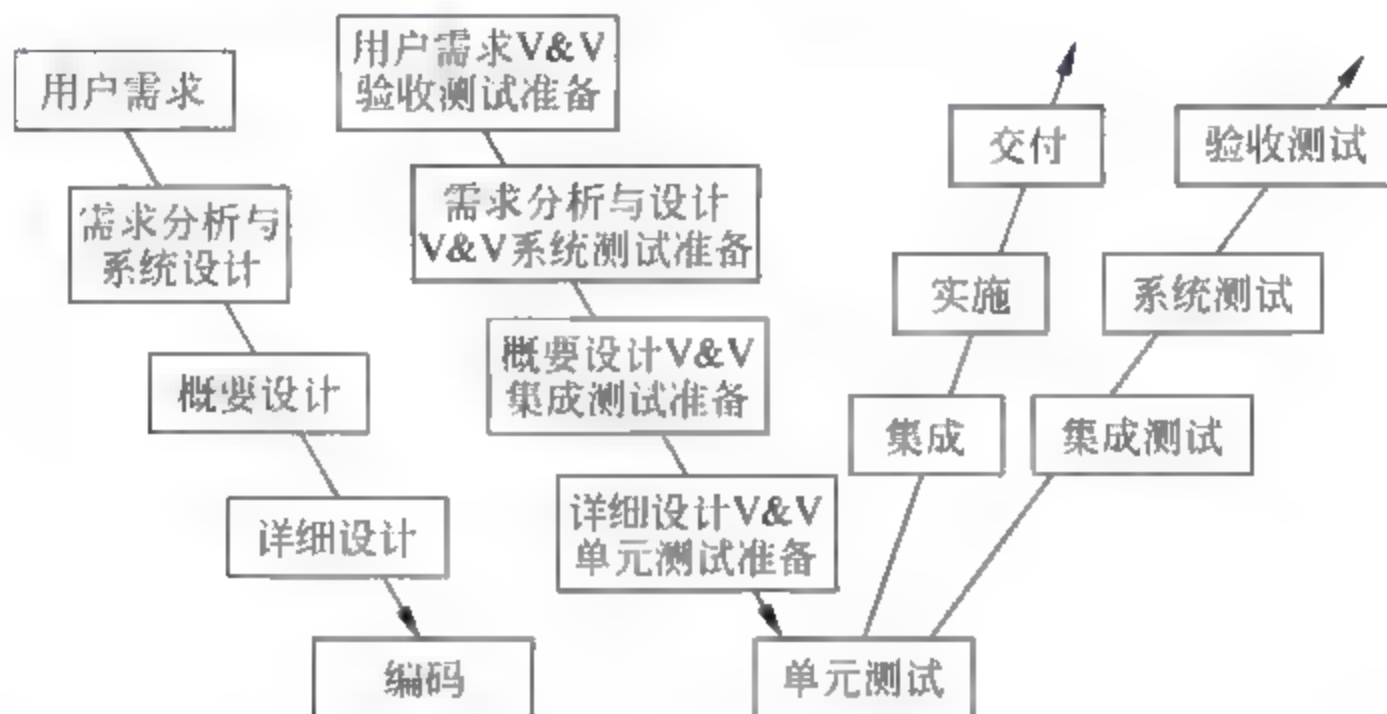 用户需求
需求分析与
系统设计
概要设计
详细设计
编码
用户需求V&V
验收测试准备
需求分析与设计
V&V系统测试准备
概要设计V&V
集成测试准备
详细设计V&V
单元测试准备
单元测试
交付
实施
集成
验收测试
系统测试
集成测试